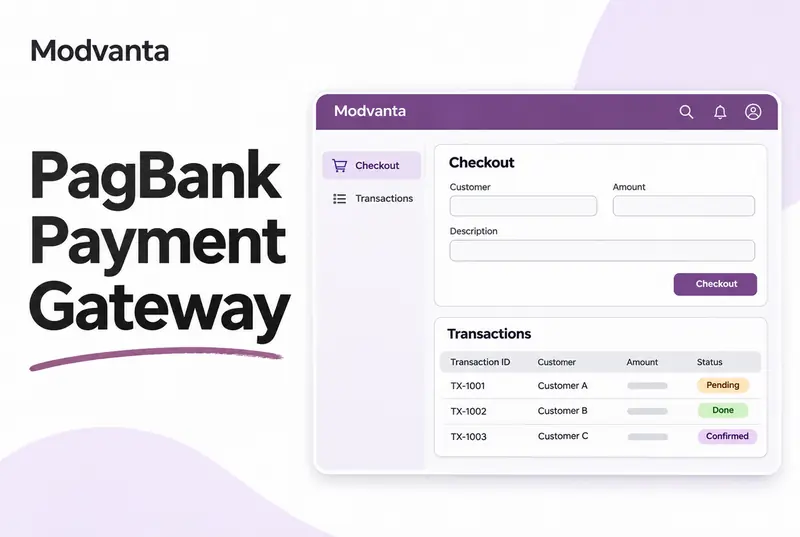 Modvanta
PagBank
Payment
Gateway
Modvanta
Checkout
Transactions
Checkout
Customer
Amount
Description
Checkout
Transactions
Transaction ID Customer Amount Status
TX-1001 Customer A Pending
TX-1002 Customer B Done
TX-1003 Customer C Confirmed